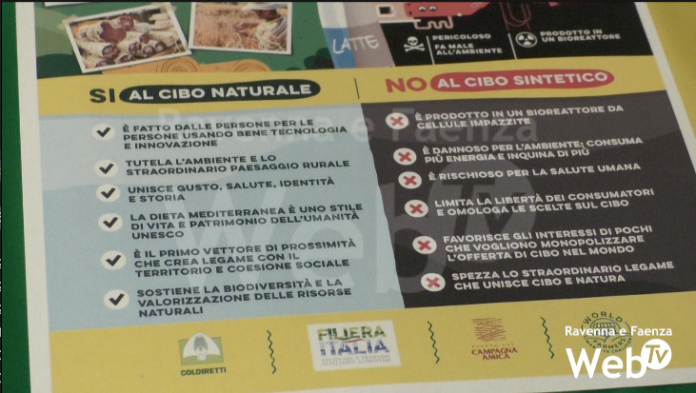 LATTE
PERICOLOSO
FA MALE
ALL'AMBIENTE
PRODOTTO IN
UN BIOREATTORE
SI AL CIBO NATURALE
NO AL CIBO SINTETICO
È FATTO DALLE PERSONE PER LE
PERSONE USANDO BENE TECNOLOGIA
E INNOVAZIONE
TUTELA L'AMBIENTE E LO
STRAORDINARIO PAESAGGIO RURALE
UNISCE GUSTO, SALUTE, IDENTITÀ
E STORIA
LA DIETA MEDITERRANEA È UNO STILE
DI VITA E PATRIMONIO DELL'UMANITÀ
UNESCO
È IL PRIMO VETTORE DI PROSSIMITÀ
CHE CREA LEGAME CON IL
TERRITORIO E COESIONE SOCIALE
SOSTIENE LA BIODIVERSITÀ E LA
VALORIZZAZIONE DELLE RISORSE
NATURALI
È PRODOTTO IN UN BIOREATTORE DA
CELLULE IMPAZZITE
È DANNOSO PER L'AMBIENTE: CONSUMA
PIÙ ENERGIA E INQUINA DI PIÙ
È RISCHIOSO PER LA SALUTE UMANA
LIMITA LA LIBERTÀ DEI CONSUMATORI
E OMOLOGA LE SCELTE SUL CIBO
FAVORISCE GLI INTERESSI DI POCHI
CHE VOGLIONO MONOPOLIZZARE
L'OFFERTA DI CIBO NEL MONDO
SPEZZA LO STRAORDINARIO LEGAME
CHE UNISCE CIBO E NATURA
COLDIRETTI
FILIERA
ITALIA
CAMPAGNA
AMICA
WORLD
FARMERS
Ravenna e Faenza
Web TV